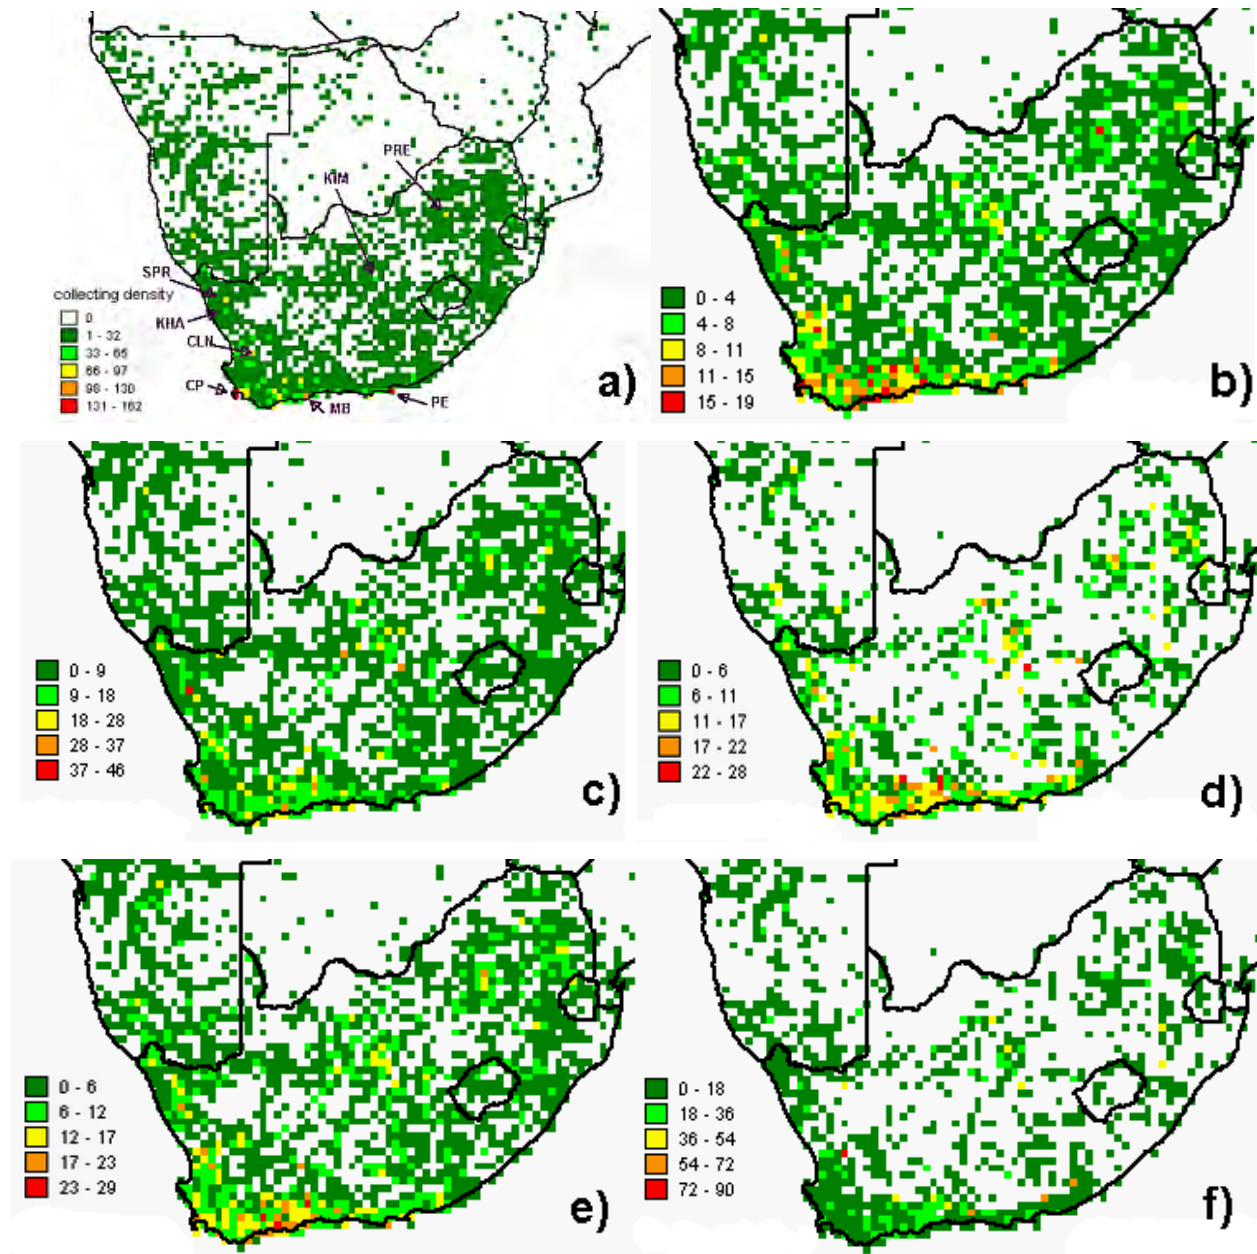 PRE
KIM
SPR
collecting density
0
1 - 32
KHA
33 - 65
CLN
66 - 97
98 - 130
CP
131 - 162
MB
PE
a)
0 - 4
4 - 8
8 - 11
11 - 15
15 - 19
b)
0 - 9
9 - 18
18 - 28
28 - 37
37 - 46
c)
0 - 6
6 - 11
11 - 17
17 - 22
22 - 28
d)
0 - 6
6 - 12
12 - 17
17 - 23
23 - 29
e)
0 - 18
18 - 36
36 - 54
54 - 72
72 - 90
f)